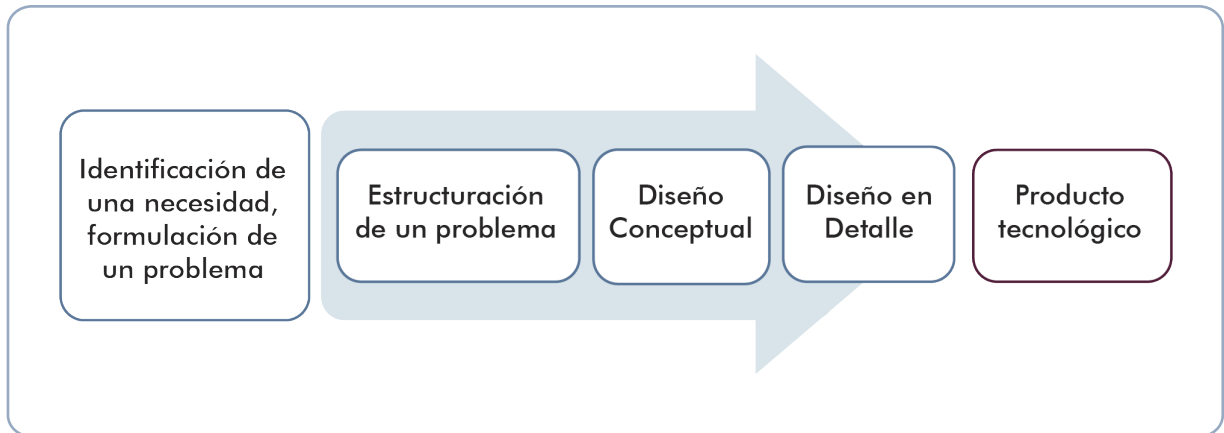 Identificación de
una necesidad,
formulación de
un problema
Estructuración
de un problema
Diseño
Conceptual
Diseño en
Detalle
Producto
tecnológico